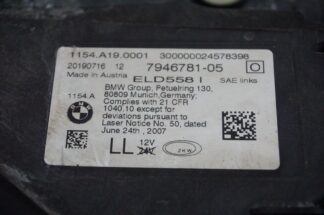 1154.A19.0001 300000024578398
20190716 12 7946781-05
Made in Austria ELD558 I SAE links
BMW Group, Petuelring 130,
80809 Munich, Germany;
1154 A Complies with 21 CFR
1040.10 except for
deviations pursuant to
Laser Notice No. 50, dated
June 24th, 2007
LL 12V
24V ZKW